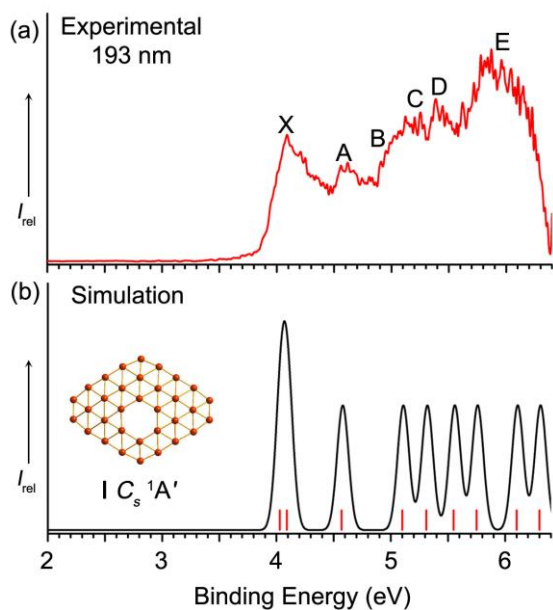 (a) Experimental
193 nm
X
A
B
C
D
E
I_rel
(b) Simulation
I C_s ¹A′
I_rel
2 3 4 5 6
Binding Energy (eV)